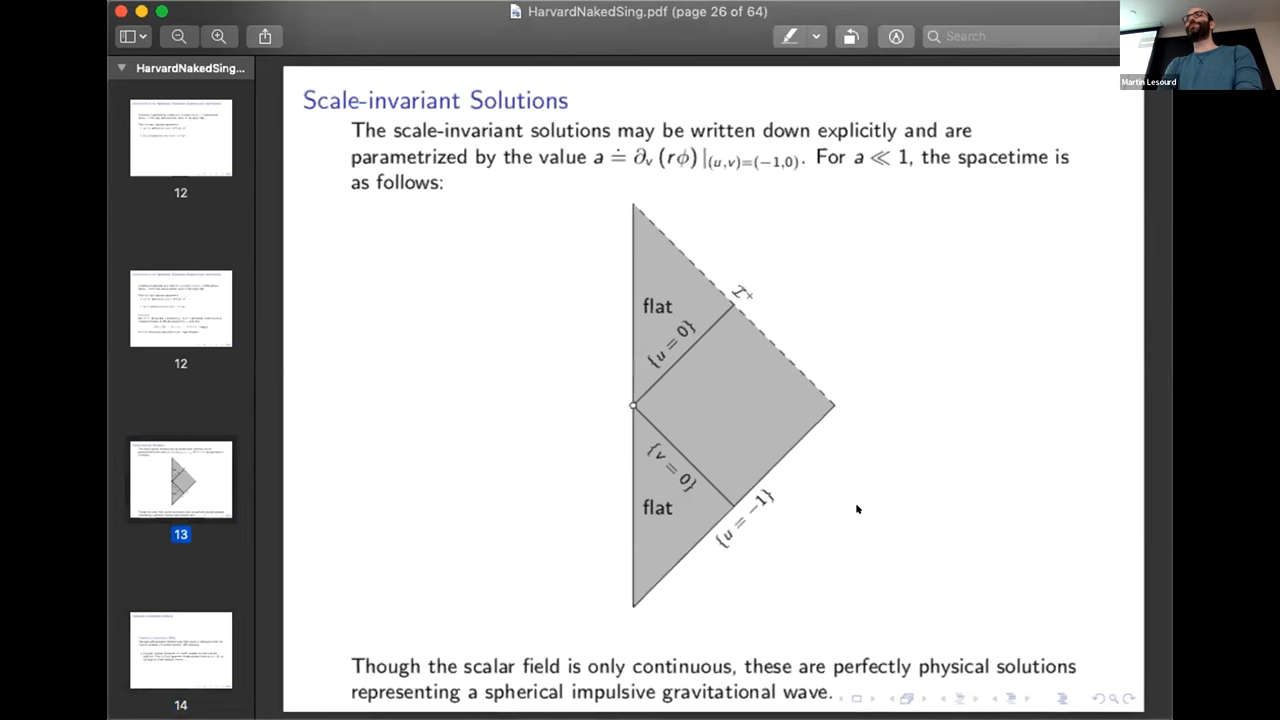 HarvardNakedSing.pdf (page 26 of 64)
Search
Martin Lesourd
HarvardNakedSing...
12
12
13
14
Scale-invariant Solutions
The scale-invariant solutions may be written down explicitly and are
parametrized by the value a ≐ ∂ᵥ (rϕ) |₍u,v₎₌₍₋₁,₀₎. For a ≪ 1, the spacetime is
as follows:
flat
{u = 0}
I⁺
{v = 0}
flat
{u = −1}
Though the scalar field is only continuous, these are perfectly physical solutions
representing a spherical impulsive gravitational wave.